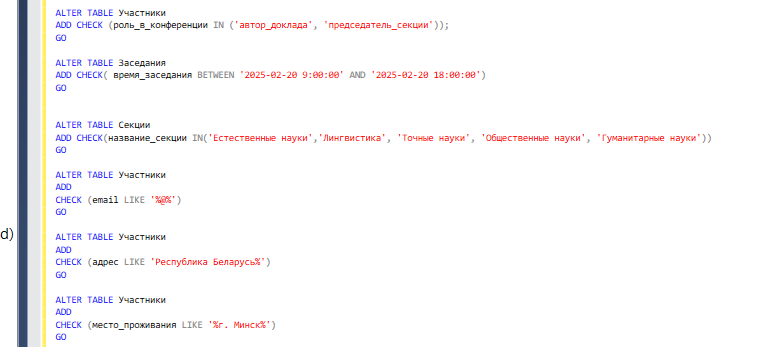 ALTER TABLE Участники
ADD CHECK (роль_в_конференции IN ('автор_доклада', 'председатель_секции'));
GO
ALTER TABLE Заседания
ADD CHECK( время_заседания BETWEEN '2025-02-20 9:00:00' AND '2025-02-20 18:00:00')
GO
ALTER TABLE Секции
ADD CHECK(название_секции IN('Естественные науки','Лингвистика', 'Точные науки', 'Общественные науки', 'Гуманитарные науки'))
GO
ALTER TABLE Участники
ADD
CHECK (email LIKE '%@%')
GO
d)
ALTER TABLE Участники
ADD
CHECK (адрес LIKE 'Республика Беларусь%')
GO
ALTER TABLE Участники
ADD
CHECK (место_проживания LIKE '%г. Минск%')
GO